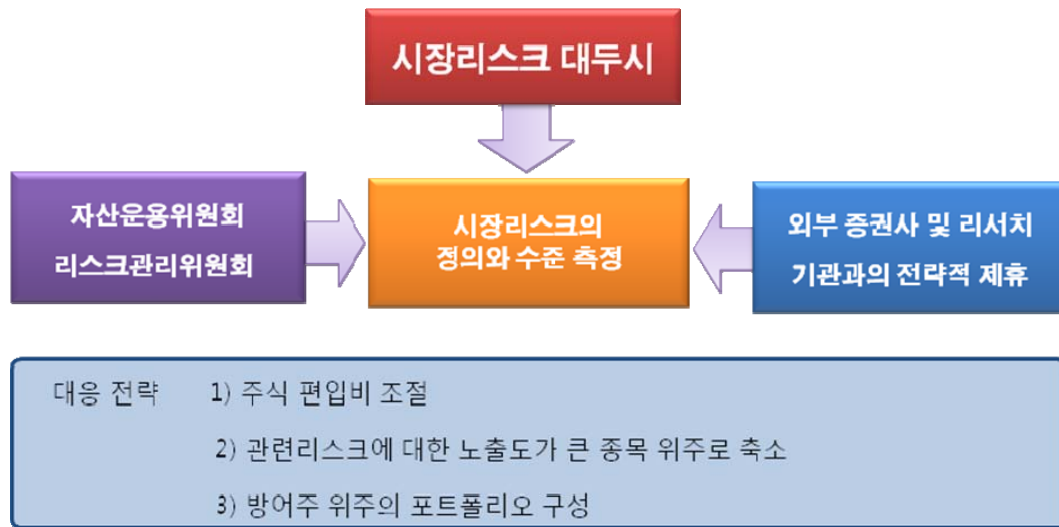 시장리스크 대두시
자산운용위원회
리스크관리위원회
시장리스크의
정의와 수준 측정
외부 증권사 및 리서치
기관과의 전략적 제휴
대응 전략 1) 주식 편입비 조절
2) 관련리스크에 대한 노출도가 큰 종목 위주로 축소
3) 방어주 위주의 포트폴리오 구성